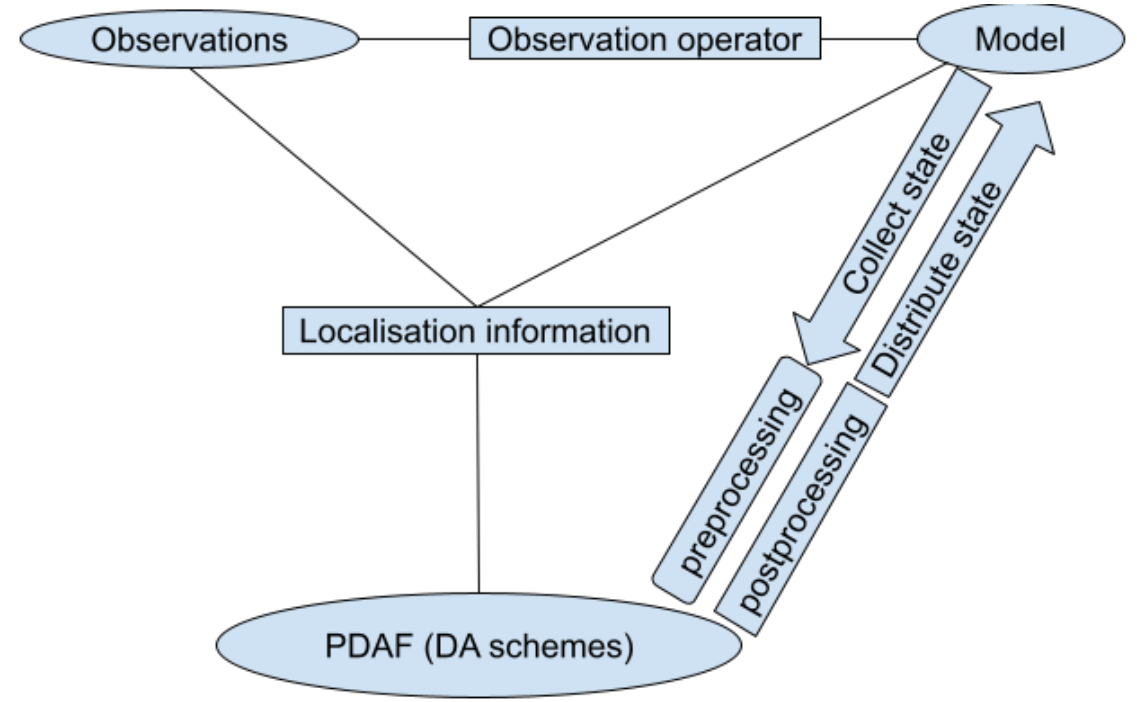 Observations
Observation operator
Model
Collect state
Distribute state
Localisation information
preprocessing
postprocessing
PDAF (DA schemes)